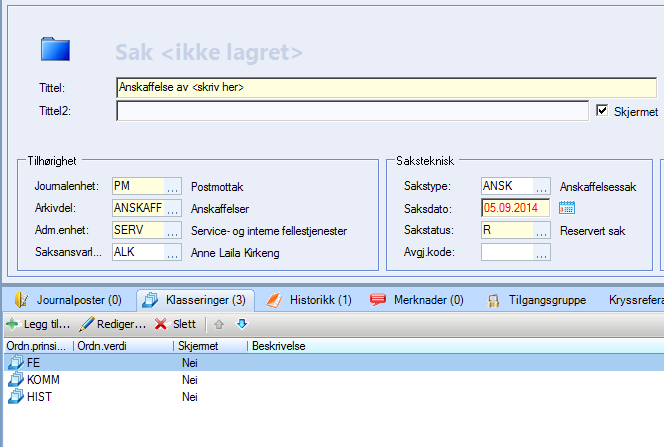 Sak <ikke lagret>
Tittel: Anskaffelse av <skriv her>
Tittel2: Skjermet
Tilhørighet Saksteknisk
Journalenhet: PM ... Postmottak Sakstype: ANSK ... Anskaffelsessak
Arkivdel: ANSKAFF ... Anskaffelser Saksdato: 05.09.2014
Adm.enhet: SERV ... Service- og interne fellestjenester Sakstatus: R ... Reservert sak
Saksansvarl... ALK ... Anne Laila Kirkeng Avgj.kode: ...
Journalposter (0) Klasseringer (3) Historikk (1) Merknader (0) Tilgangsgruppe Kryssrefera
Legg til... Rediger... Slett
Ordn.prinsi... Ordn.verdi Skjermet Beskrivelse
FE Nei
KOMM Nei
HIST Nei